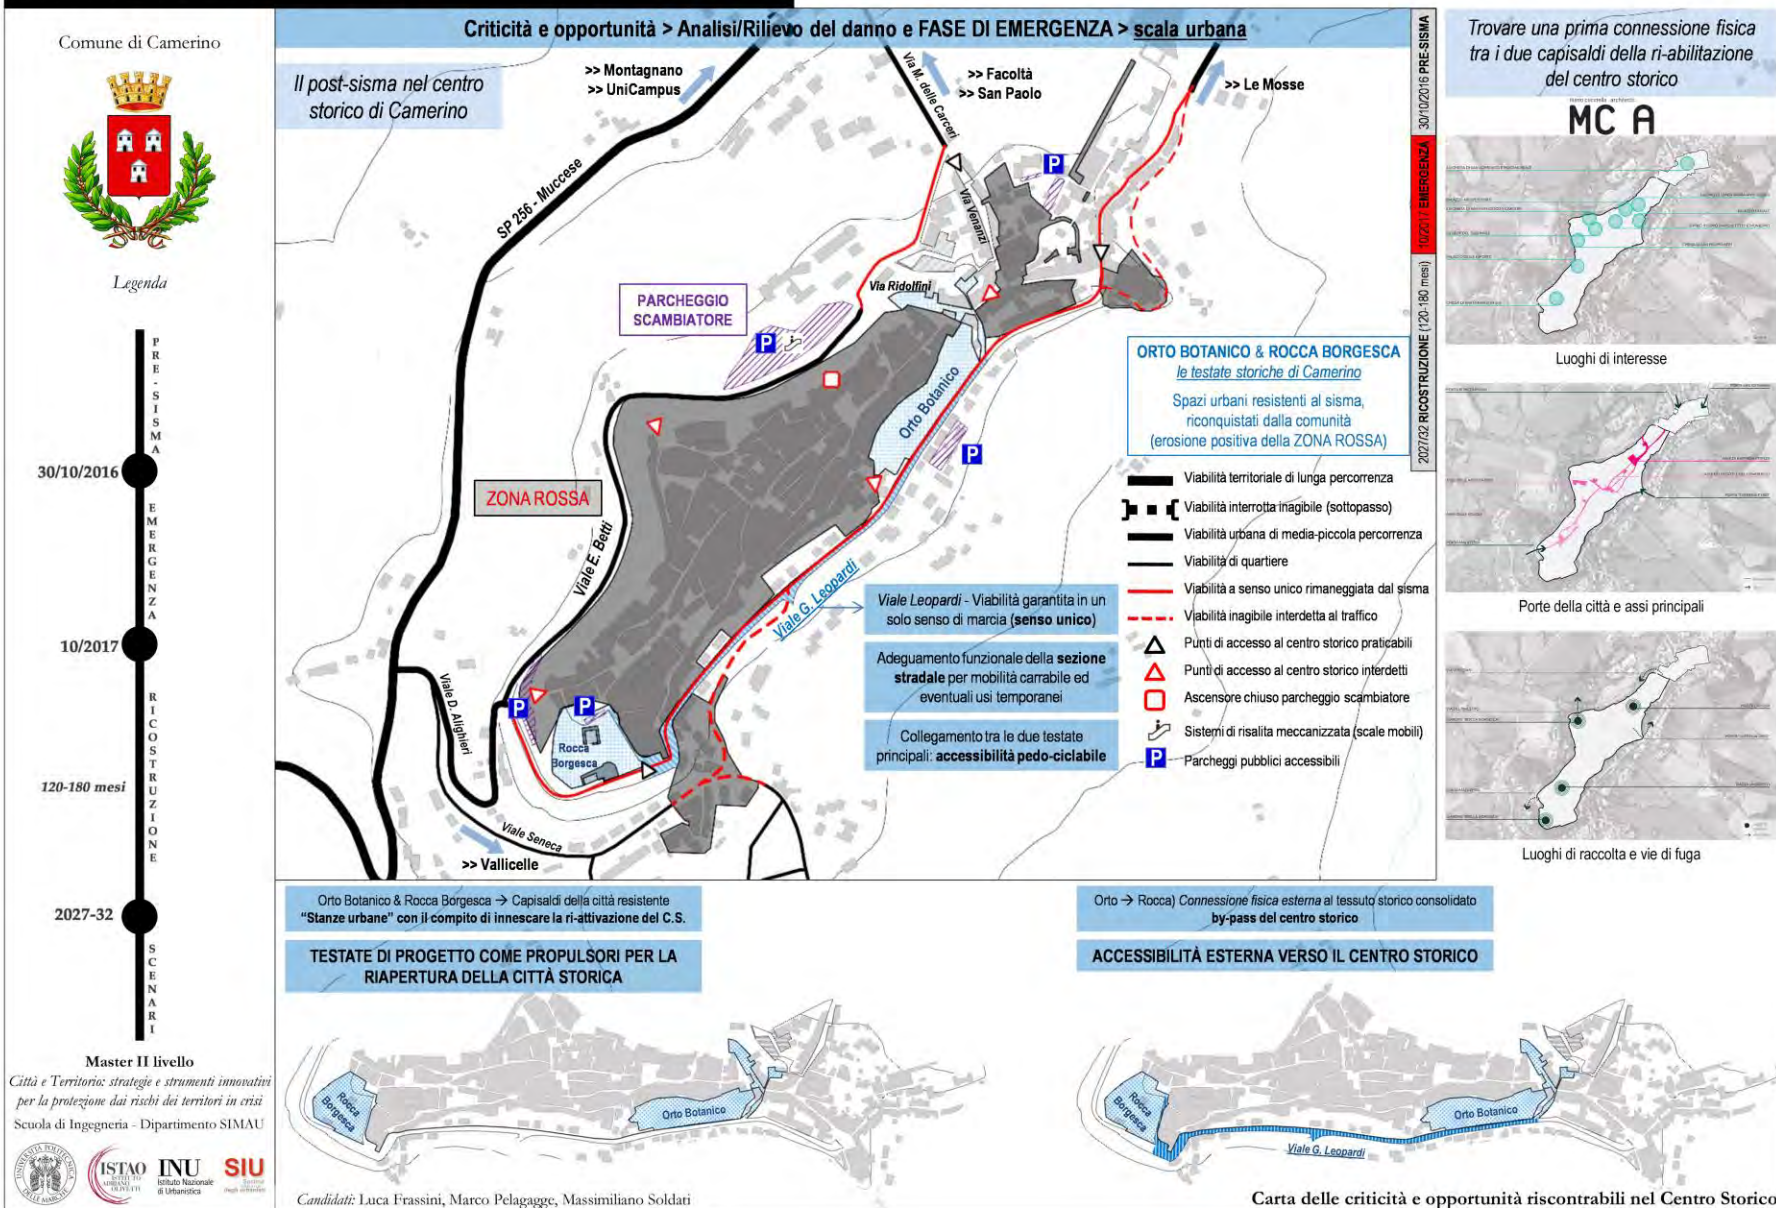 Comune di Camerino
Legenda
PRE-SISMA
30/10/2016
EMERGENZA
10/2017
RICOSTRUZIONE
120-180 mesi
2027-32
SCENARI
Master II livello
Città e Territorio: strategie e strumenti innovativi
per la protezione dai rischi dei territori in crisi
Scuola di Ingegneria - Dipartimento SIMAU
UNIVERSITÀ POLITECNICA
DELLE MARCHE
ISTAO
ISTITUTO
ADRIANO
OLIVETTI
INU
Istituto Nazionale
di Urbanistica
SIU
Criticità e opportunità > Analisi/Rilievo del danno e FASE DI EMERGENZA > scala urbana
Il post-sisma nel centro
storico di Camerino
>> Montagnano
>> UniCampus
Via M. delle Carceri
>> Facoltà
>> San Paolo
>> Le Mosse
SP 256 - Muccese
P
Via Venanzi
Via Ridolfini
PARCHEGGIO
SCAMBIATORE
P
Orto Botanico
P
ZONA ROSSA
Viale E. Betti
Viale G. Leopardi
Viale D. Alighieri
P
P
Rocca
Borgesca
Viale Seneca
>> Vallicelle
ORTO BOTANICO & ROCCA BORGESCA
le testate storiche di Camerino
Spazi urbani resistenti al sisma,
riconquistati dalla comunità
(erosione positiva della ZONA ROSSA)
Viabilità territoriale di lunga percorrenza
Viabilità interrotta inagibile (sottopasso)
Viabilità urbana di media-piccola percorrenza
Viabilità di quartiere
Viabilità a senso unico rimaneggiata dal sisma
Viabilità inagibile interdetta al traffico
Punti di accesso al centro storico praticabili
Punti di accesso al centro storico interdetti
Ascensore chiuso parcheggio scambiatore
Sistemi di risalita meccanizzata (scale mobili)
P Parcheggi pubblici accessibili
Viale Leopardi - Viabilità garantita in un
solo senso di marcia (senso unico)
Adeguamento funzionale della sezione
stradale per mobilità carrabile ed
eventuali usi temporanei
Collegamento tra le due testate
principali: accessibilità pedo-ciclabile
30/10/2016 PRE-SISMA
10/2017 EMERGENZA
2027/32 RICOSTRUZIONE (120-180 mesi)
Trovare una prima connessione fisica
tra i due capisaldi della ri-abilitazione
del centro storico
MC A
Luoghi di interesse
Porte della città e assi principali
Luoghi di raccolta e vie di fuga
Orto Botanico & Rocca Borgesca → Capisaldi della città resistente
“Stanze urbane” con il compito di innescare la ri-attivazione del C.S.
TESTATE DI PROGETTO COME PROPULSORI PER LA
RIAPERTURA DELLA CITTÀ STORICA
Rocca
Borgesca
Orto Botanico
Orto → Rocca) Connessione fisica esterna al tessuto storico consolidato
by-pass del centro storico
ACCESSIBILITÀ ESTERNA VERSO IL CENTRO STORICO
Rocca
Borgesca
Orto Botanico
Viale G. Leopardi
Candidati: Luca Frassini, Marco Pelagagge, Massimiliano Soldati
Carta delle criticità e opportunità riscontrabili nel Centro Storico